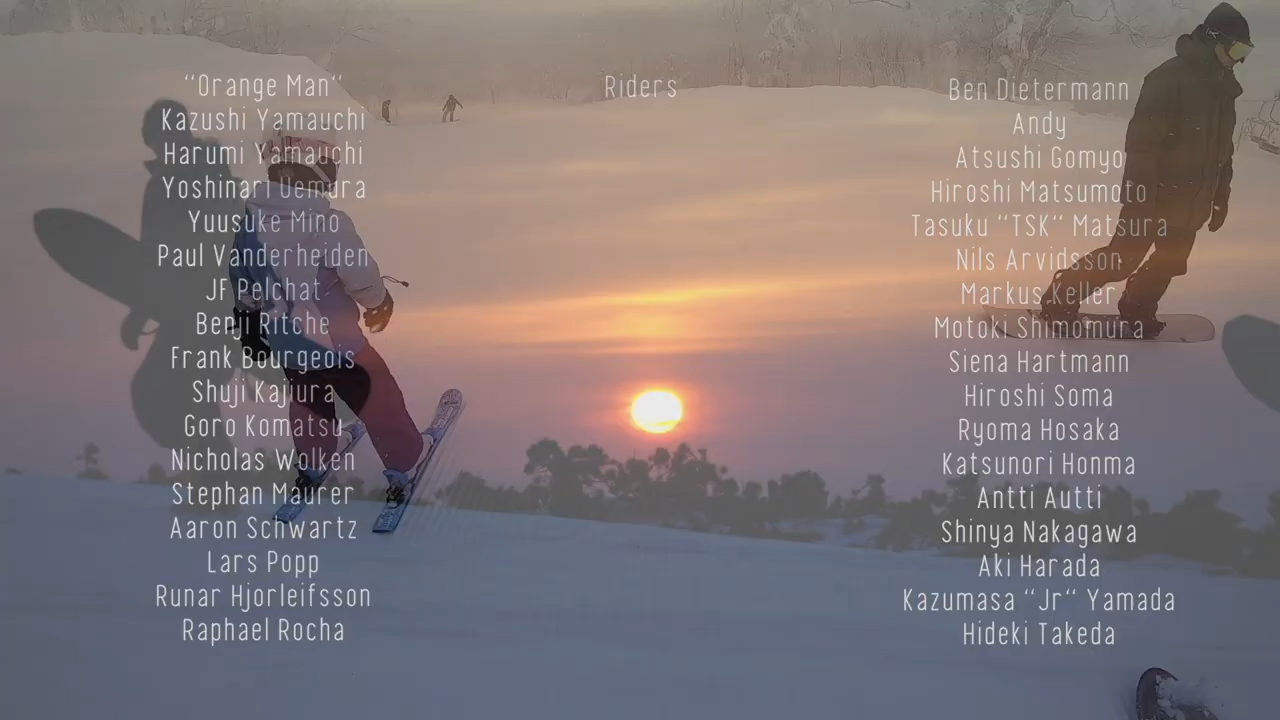 Riders
“Orange Man“
Kazushi Yamauchi
Harumi Yamauchi
Yoshinari Uemura
Yuusuke Mino
Paul Vanderheiden
JF Pelchat
Benji Ritche
Frank Bourgeois
Shuji Kajiura
Goro Komatsu
Nicholas Wolken
Stephan Maurer
Aaron Schwartz
Lars Popp
Runar Hjorleifsson
Raphael Rocha
Ben Dietermann
Andy
Atsushi Gomyo
Hiroshi Matsumoto
Tasuku “TSK“ Matsura
Nils Arvidsson
Markus Keller
Motoki Shimomura
Siena Hartmann
Hiroshi Soma
Ryoma Hosaka
Katsunori Honma
Antti Autti
Shinya Nakagawa
Aki Harada
Kazumasa “Jr“ Yamada
Hideki Takeda